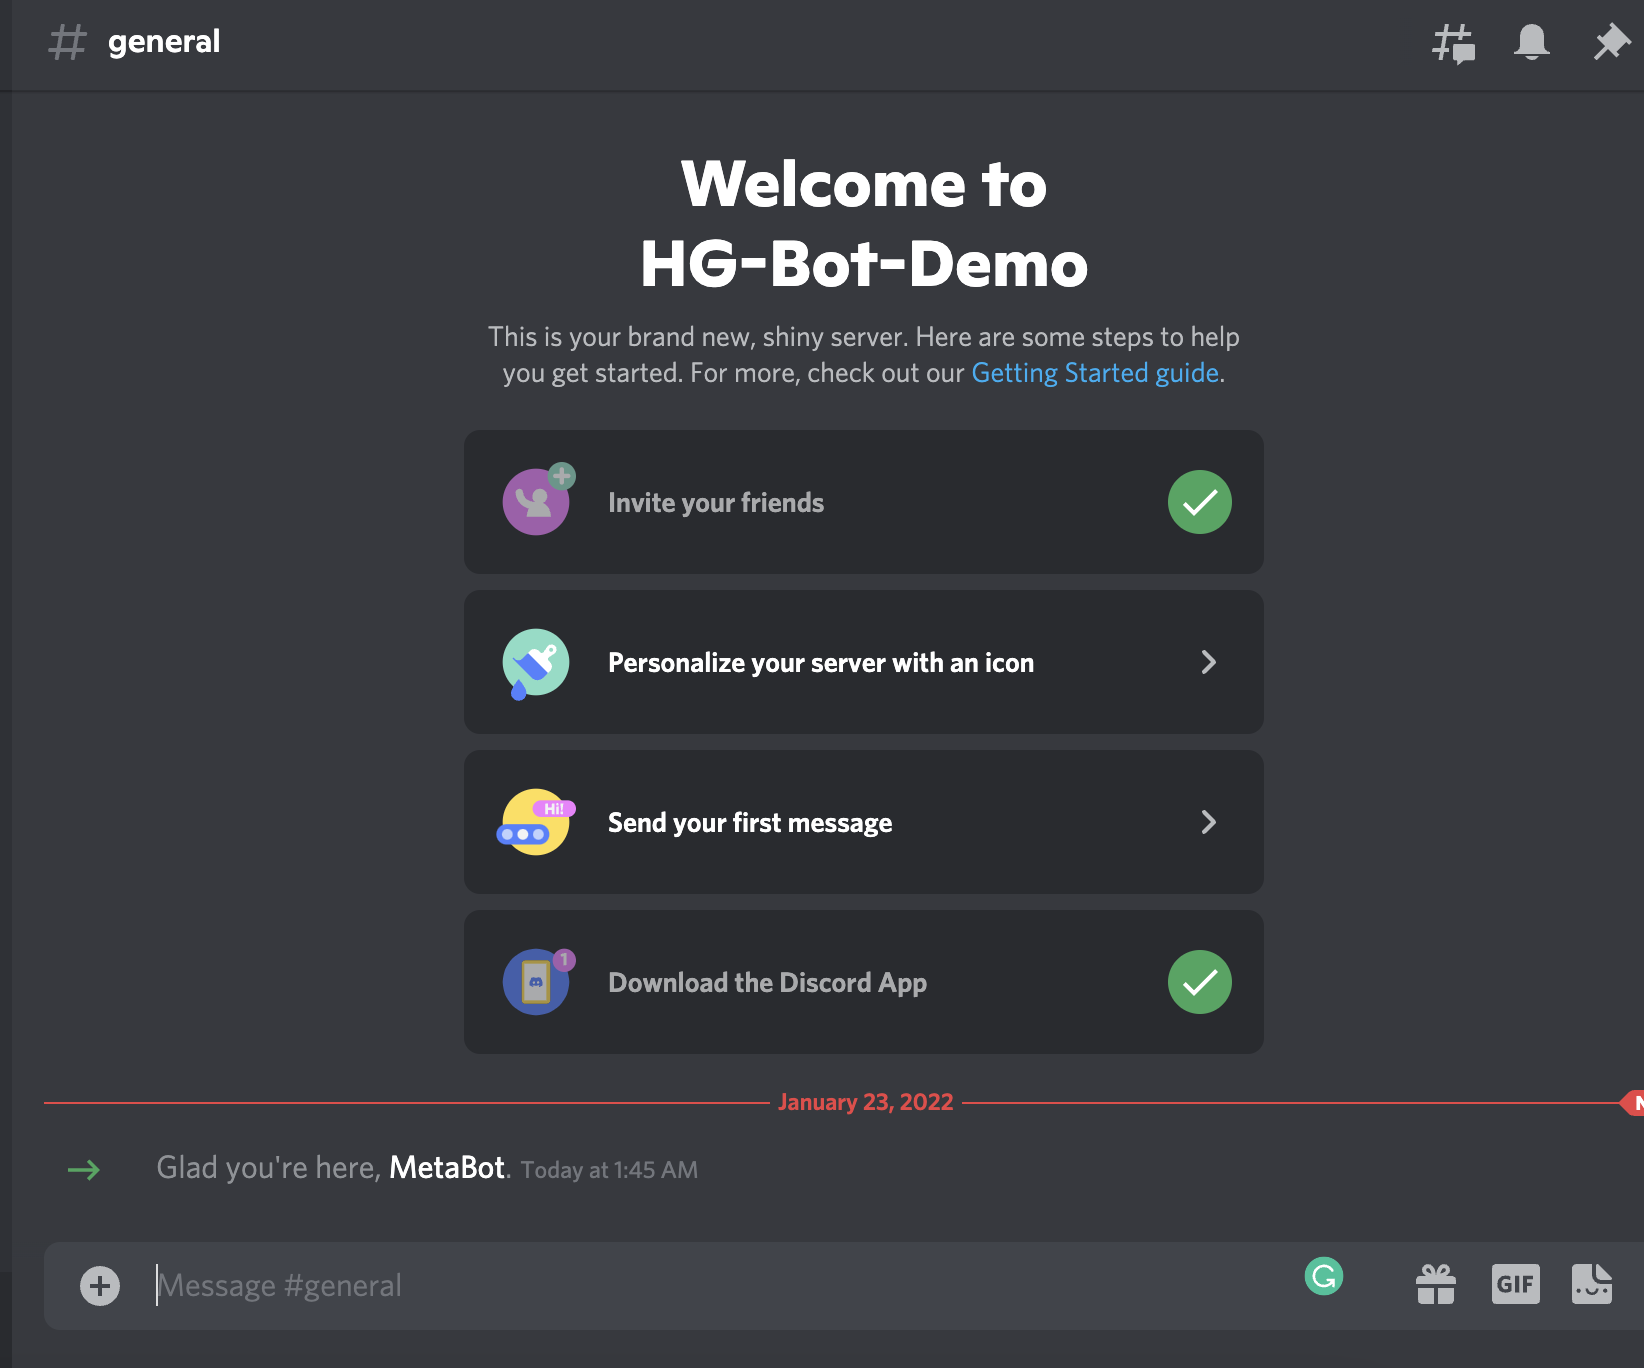 # general
Welcome to
HG-Bot-Demo
This is your brand new, shiny server. Here are some steps to help
you get started. For more, check out our Getting Started guide.
Invite your friends
Personalize your server with an icon
Hi!
Send your first message
1
Download the Discord App
January 23, 2022
Glad you're here, MetaBot. Today at 1:45 AM
Message #general
G
GIF